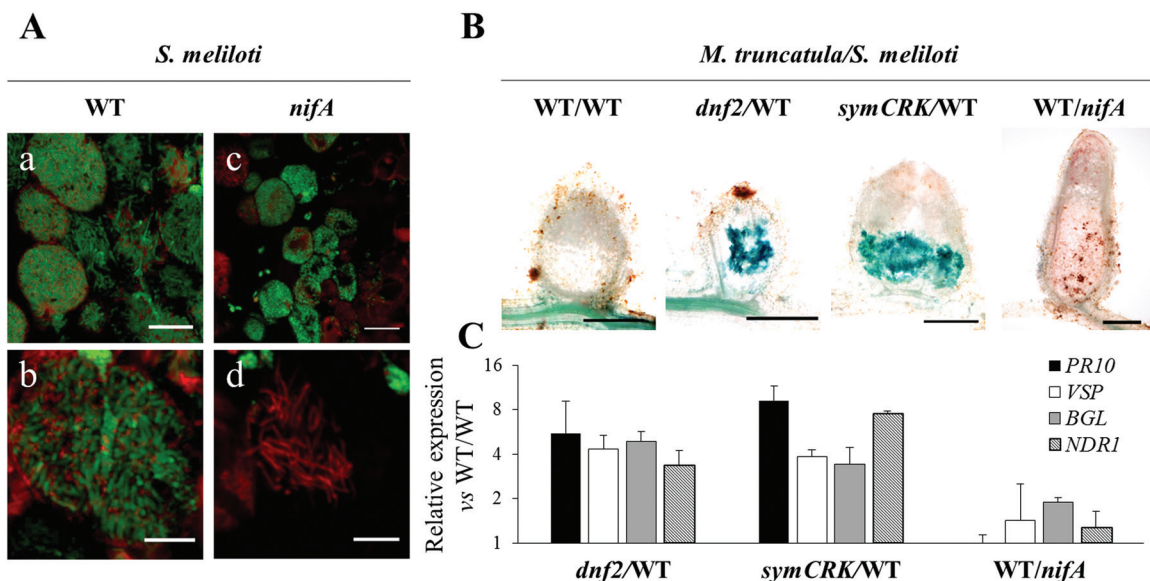 A
B
S. meliloti
M. truncatula/S. meliloti
WT
nifA
WT/WT
dnf2/WT
symCRK/WT
WT/nifA
a
c
b
d
C
Relative expression
vs WT/WT
16
8
4
2
1
PR10
VSP
BGL
NDR1
dnf2/WT
symCRK/WT
WT/nifA